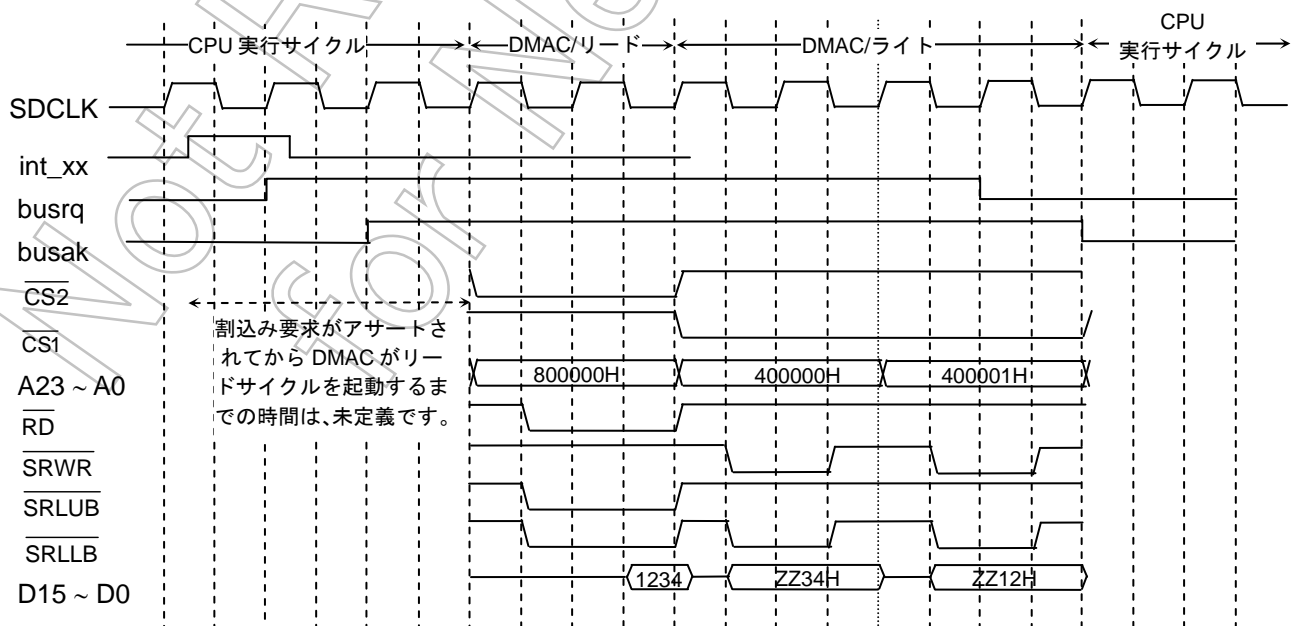 CPU 実行サイクル
DMAC/リード
DMAC/ライト
CPU
実行サイクル
SDCLK
int_xx
busrq
busak
CS2
割込み要求がアサートさ
れてから DMAC がリー
ドサイクルを起動するま
での時間は、未定義です。
CS1
A23 ~ A0
800000H
400000H
400001H
RD
SRWR
SRLUB
SRLLB
D15 ~ D0
1234
ZZ34H
ZZ12H
Not R
for Ne